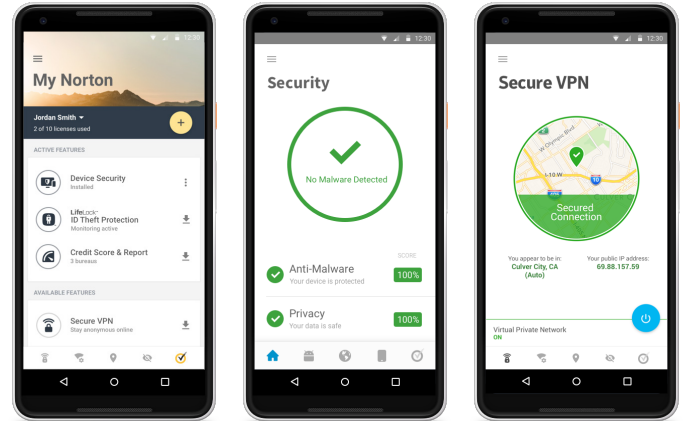 12:30
My Norton
Jordan Smith
2 of 10 licenses used
+
ACTIVE FEATURES
Device Security
Installed
LifeLock™
ID Theft Protection
Monitoring active
Credit Score & Report
3 bureaus
AVAILABLE FEATURES
Secure VPN
Stay anonymous online
12:30
Security
No Malware Detected
SCORE
Anti-Malware
Your device is protected
100%
Privacy
Your data is safe
100%
12:30
Secure VPN
W Olympic Blvd
I-10 W
10
Secured
Connection
You appear to be in:
Culver City, CA
(Auto)
Your public IP address:
69.88.157.59
Virtual Private Network
ON